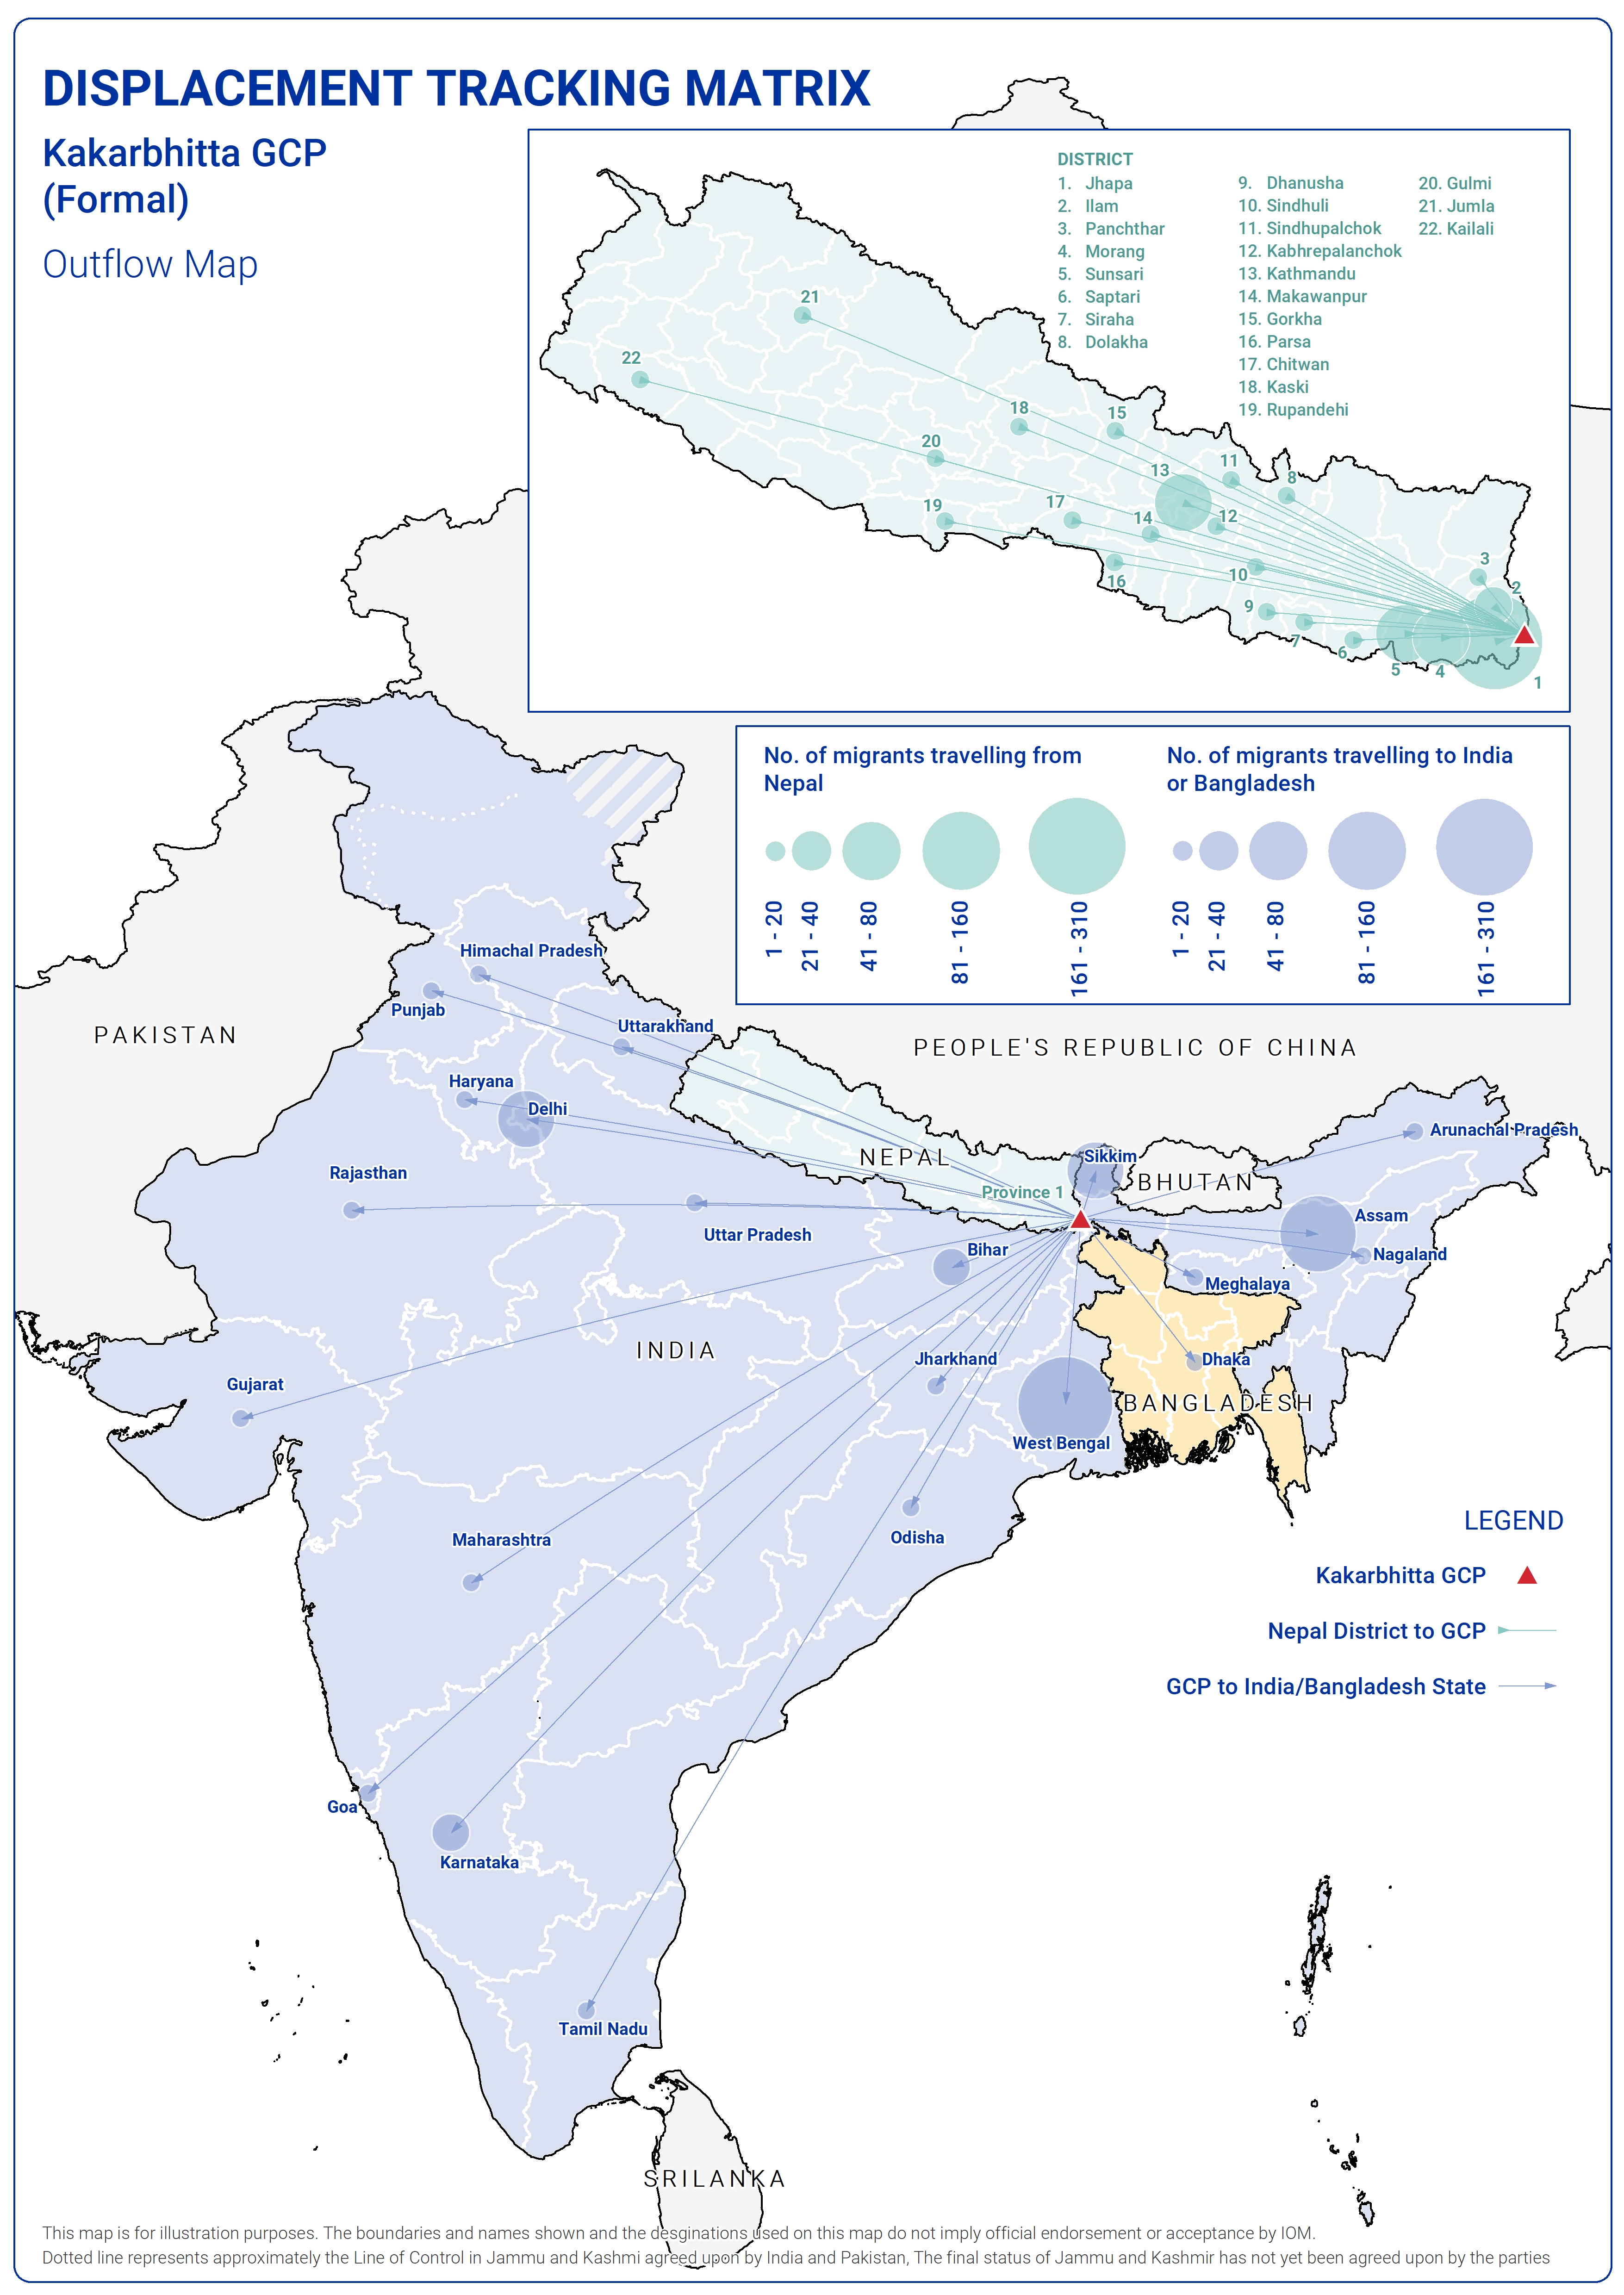 DISPLACEMENT TRACKING MATRIX
Kakarbhitta GCP
(Formal)
Outflow Map
DISTRICT
1. Jhapa
2. Ilam
3. Panchthar
4. Morang
5. Sunsari
6. Saptari
7. Siraha
8. Dolakha
9. Dhanusha
10. Sindhuli
11. Sindhupalchok
12. Kabhrepalanchok
13. Kathmandu
14. Makawanpur
15. Gorkha
16. Parsa
17. Chitwan
18. Kaski
19. Rupandehi
20. Gulmi
21. Jumla
22. Kailali
21
22
18
15
20
13
11
8
19
17
14
12
16
10
3
2
9
7
6
5
4
1
No. of migrants travelling from
Nepal
1 - 20
21 - 40
41 - 80
81 - 160
161 - 310
No. of migrants travelling to India
or Bangladesh
1 - 20
21 - 40
41 - 80
81 - 160
161 - 310
Himachal Pradesh
Punjab
PAKISTAN
Uttarakhand
PEOPLE'S REPUBLIC OF CHINA
Haryana
Delhi
Arunachal Pradesh
NEPAL
Sikkim
Rajasthan
BHUTAN
Province 1
Assam
Uttar Pradesh
Bihar
Nagaland
Meghalaya
INDIA
Jharkhand
Dhaka
Gujarat
BANGLADESH
West Bengal
Odisha
Maharashtra
Goa
Karnataka
Tamil Nadu
SRILANKA
LEGEND
Kakarbhitta GCP
Nepal District to GCP
GCP to India/Bangladesh State
This map is for illustration purposes. The boundaries and names shown and the desginations used on this map do not imply official endorsement or acceptance by IOM.
Dotted line represents approximately the Line of Control in Jammu and Kashmi agreed upon by India and Pakistan, The final status of Jammu and Kashmir has not yet been agreed upon by the parties